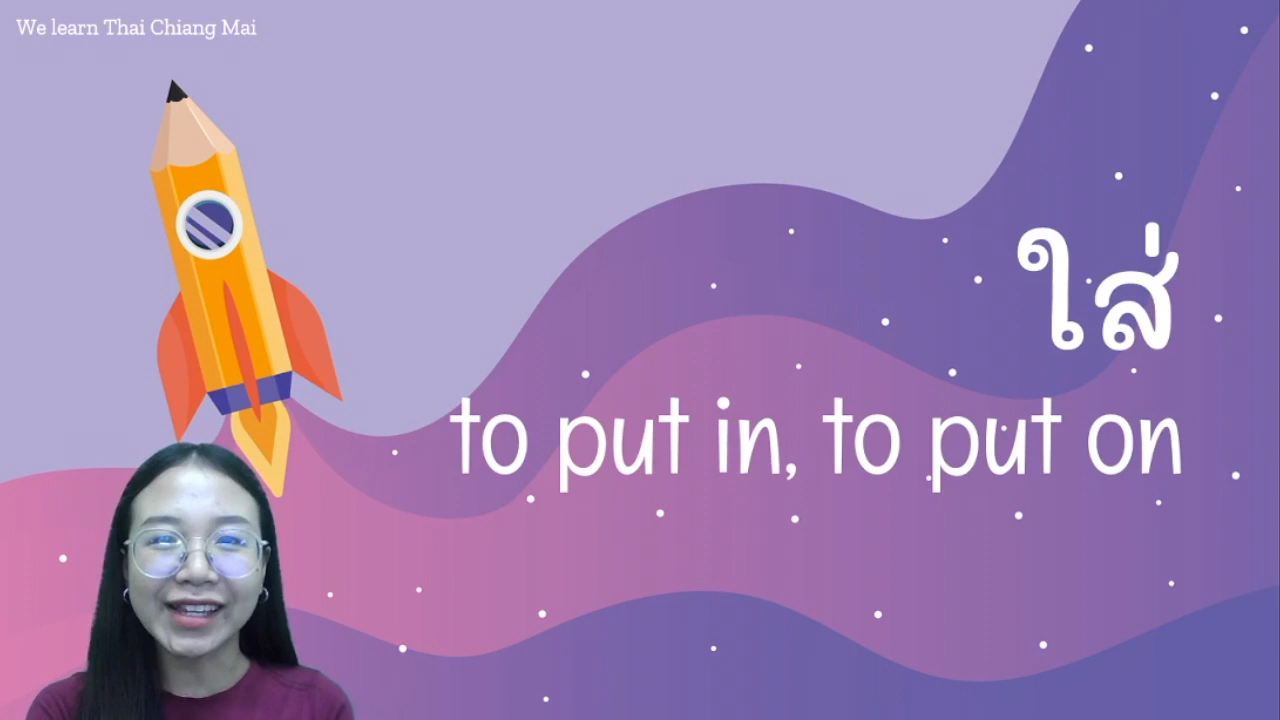 We learn Thai Chiang Mai
ใส่
to put in, to put on